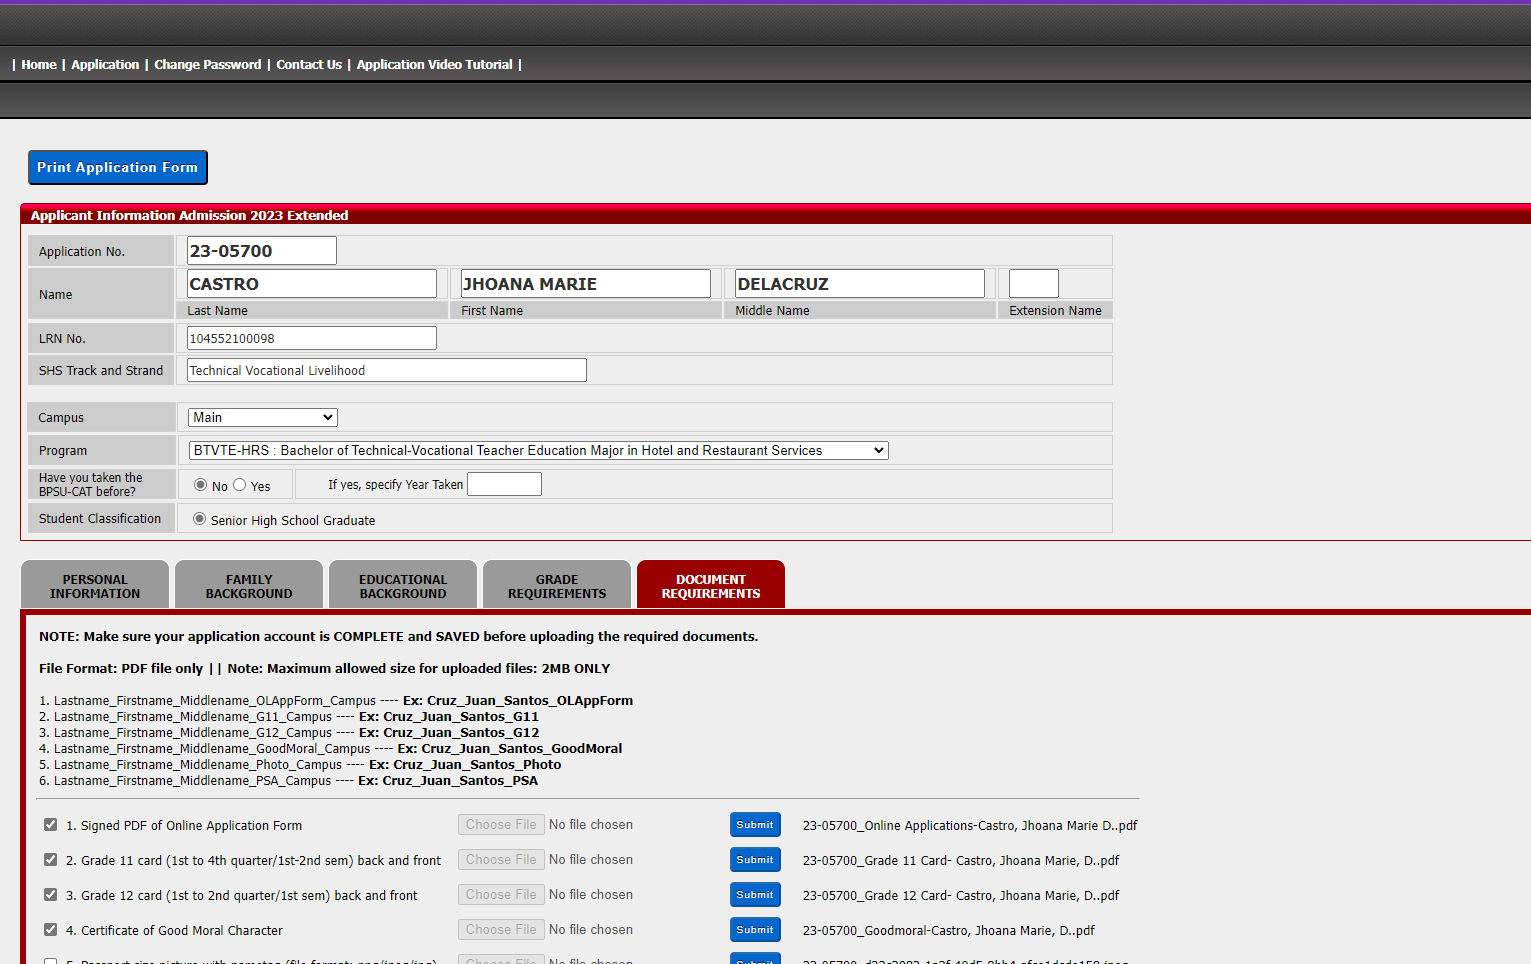 | Home | Application | Change Password | Contact Us | Application Video Tutorial |
Print Application Form
Applicant Information Admission 2023 Extended
Application No. 23-05700
Name CASTRO JHOANA MARIE DELACRUZ
Last Name First Name Middle Name Extension Name
LRN No. 104552100098
SHS Track and Strand Technical Vocational Livelihood
Campus Main
Program BTVTE-HRS : Bachelor of Technical-Vocational Teacher Education Major in Hotel and Restaurant Services
Have you taken the
BPSU-CAT before? No Yes If yes, specify Year Taken
Student Classification Senior High School Graduate
PERSONAL INFORMATION
FAMILY BACKGROUND
EDUCATIONAL BACKGROUND
GRADE REQUIREMENTS
DOCUMENT REQUIREMENTS
NOTE: Make sure your application account is COMPLETE and SAVED before uploading the required documents.
File Format: PDF file only || Note: Maximum allowed size for uploaded files: 2MB ONLY
1. Lastname_Firstname_Middlename_OLAppForm_Campus ---- Ex: Cruz_Juan_Santos_OLAppForm
2. Lastname_Firstname_Middlename_G11_Campus ---- Ex: Cruz_Juan_Santos_G11
3. Lastname_Firstname_Middlename_G12_Campus ---- Ex: Cruz_Juan_Santos_G12
4. Lastname_Firstname_Middlename_GoodMoral_Campus ---- Ex: Cruz_Juan_Santos_GoodMoral
5. Lastname_Firstname_Middlename_Photo_Campus ---- Ex: Cruz_Juan_Santos_Photo
6. Lastname_Firstname_Middlename_PSA_Campus ---- Ex: Cruz_Juan_Santos_PSA
1. Signed PDF of Online Application Form Choose File No file chosen Submit 23-05700_Online Applications-Castro, Jhoana Marie D..pdf
2. Grade 11 card (1st to 4th quarter/1st-2nd sem) back and front Choose File No file chosen Submit 23-05700_Grade 11 Card- Castro, Jhoana Marie, D..pdf
3. Grade 12 card (1st to 2nd quarter/1st sem) back and front Choose File No file chosen Submit 23-05700_Grade 12 Card- Castro, Jhoana Marie, D..pdf
4. Certificate of Good Moral Character Choose File No file chosen Submit 23-05700_Goodmoral-Castro, Jhoana Marie, D..pdf
Choose File No file chosen Submit